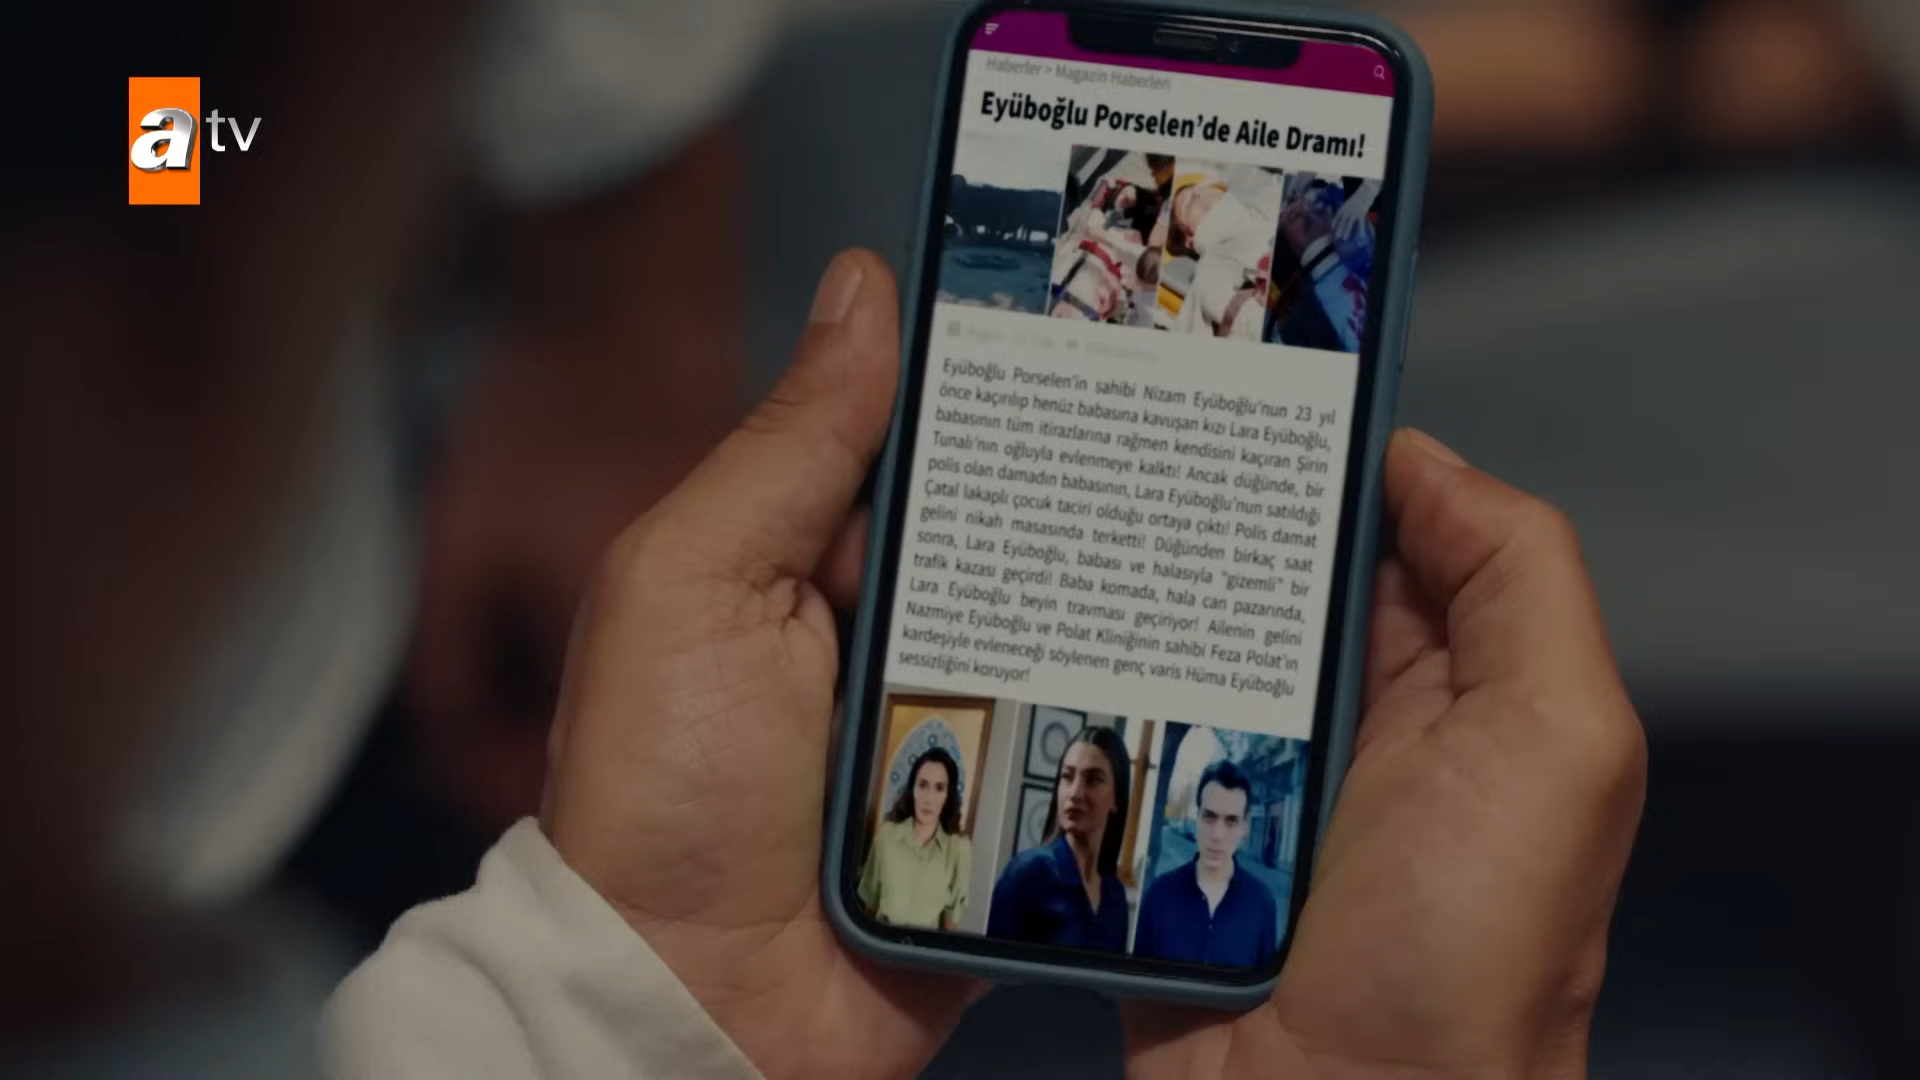 atv
Haberler > Magazin Haberleri
Eyüboğlu Porselen’de Aile Dramı!
Eyüboğlu Porselen’in sahibi Nizam Eyüboğlu’nun 23 yıl
önce kaçırılıp henüz babasına kavuşan kızı Lara Eyüboğlu,
babasının tüm itirazlarına rağmen kendisini kaçıran Şirin
Tunalı’nın oğluyla evlenmeye kalktı! Ancak düğünde, bir
polis olan damadın babasının, Lara Eyüboğlu’nun satıldığı
Çatal lakaplı çocuk taciri olduğu ortaya çıktı! Polis damat
gelini nikah masasında terketti! Düğünden birkaç saat
sonra, Lara Eyüboğlu, babası ve halasıyla “gizemli” bir
trafik kazası geçirdi! Baba komada, hala can pazarında,
Lara Eyüboğlu beyin travması geçiriyor! Ailenin gelini
Nazmiye Eyüboğlu ve Polat Kliniğinin sahibi Feza Polat’ın
kardeşiyle evleneceği söylenen genç varis Hüma Eyüboğlu
sessizliğini koruyor!